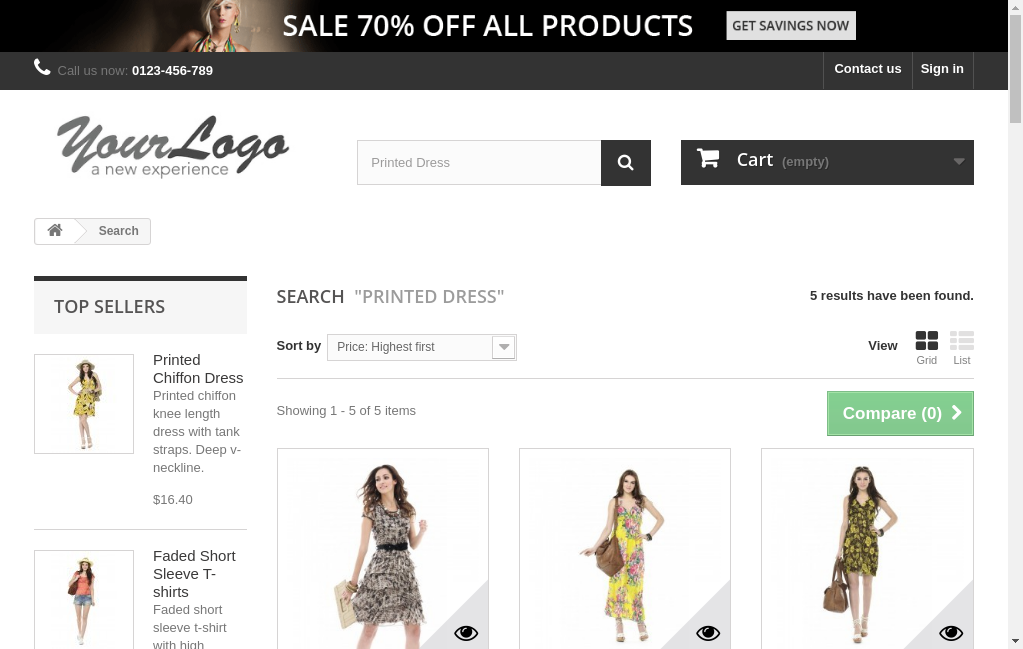 SALE 70% OFF ALL PRODUCTS
GET SAVINGS NOW
Call us now: 0123-456-789
Contact us
Sign in
YourLogo
a new experience
Printed Dress
Cart (empty)
Search
TOP SELLERS
Printed
Chiffon Dress
Printed chiffon
knee length
dress with tank
straps. Deep v-
neckline.
$16.40
Faded Short
Sleeve T-
shirts
Faded short
sleeve t-shirt
with high
SEARCH "PRINTED DRESS"
5 results have been found.
Sort by
Price: Highest first
View
Grid
List
Showing 1 - 5 of 5 items
Compare (0)